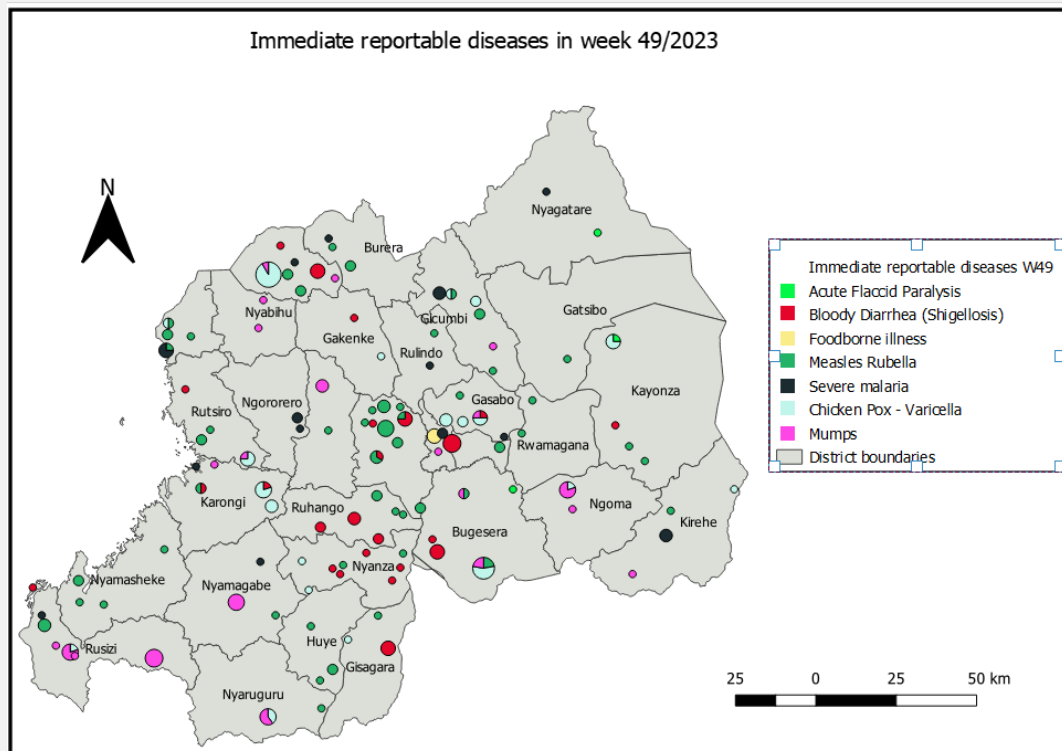 Immediate reportable diseases in week 49/2023
N
Nyagatare
Burera
Gatsibo
Nyabihu
Gicumbi
Gakenke
Rulindo
Kayonza
Rutsiro
Ngororero
Gasabo
Rwamagana
Karongi
Ruhango
Bugesera
Ngoma
Kirehe
Nyamasheke
Nyamagabe
Nyanza
Huye
Rusizi
Gisagara
Nyaruguru
Immediate reportable diseases W49
Acute Flaccid Paralysis
Bloody Diarrhea (Shigellosis)
Foodborne illness
Measles Rubella
Severe malaria
Chicken Pox - Varicella
Mumps
District boundaries
25 0 25 50 km